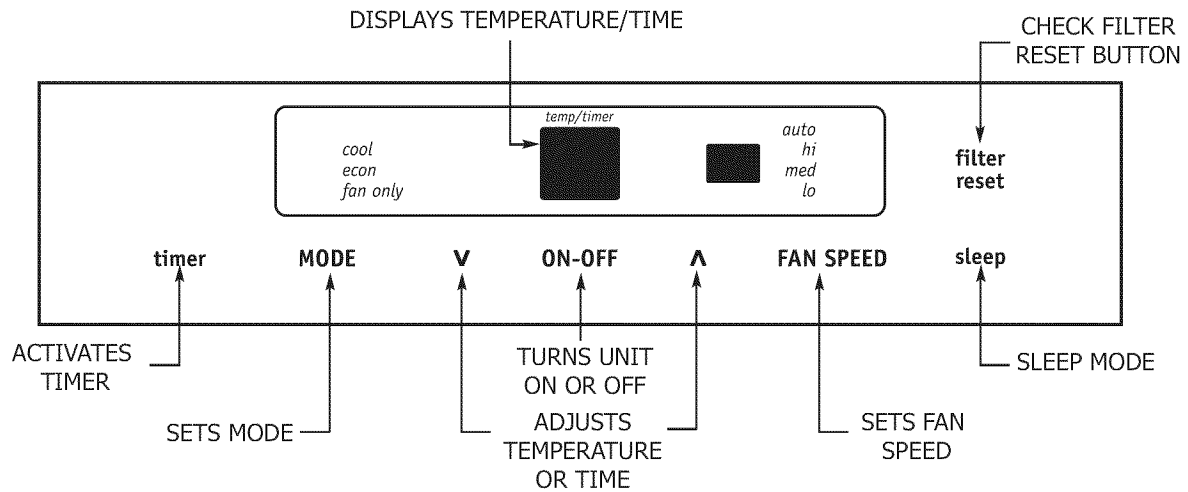 DISPLAYS TEMPERATURE/TIME
CHECK FILTER
RESET BUTTON
temp/timer
cool
econ
fan only
auto
hi
med
lo
filter
reset
timer
MODE
V
ON-OFF
Λ
FAN SPEED
sleep
ACTIVATES
TIMER
TURNS UNIT
ON OR OFF
SLEEP MODE
SETS MODE
ADJUSTS
TEMPERATURE
OR TIME
SETS FAN
SPEED